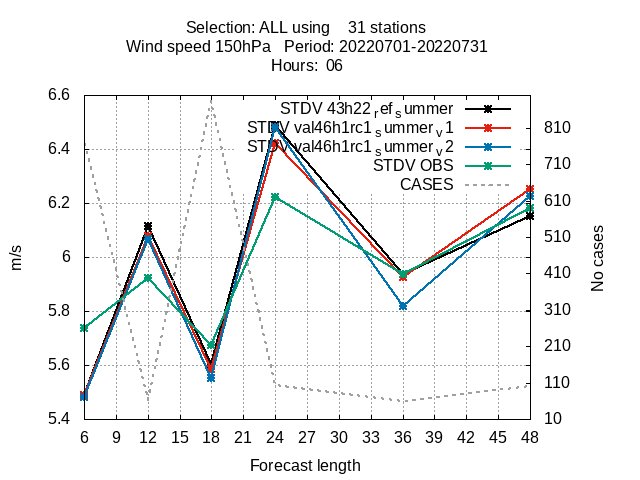 Selection: ALL using    31 stations
Wind speed 150hPa   Period: 20220701-20220731
Hours:  06
STDV 43h22_ref_summer
STDV val46h1rc1_summer_v1
STDV val46h1rc1_summer_v2
STDV OBS
CASES
6.6
6.4
6.2
6
5.8
5.6
5.4
m/s
810
710
610
510
410
310
210
110
10
No cases
6 9 12 15 18 21 24 27 30 33 36 39 42 45 48
Forecast length